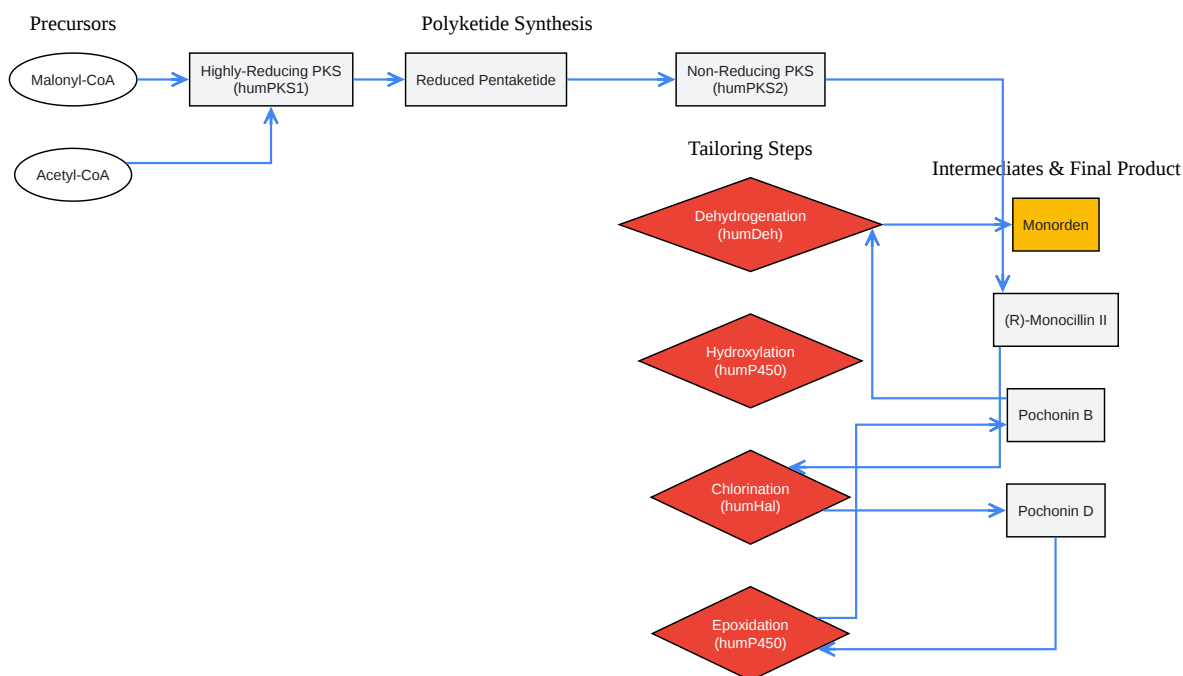 Precursors
Polyketide Synthesis
Malonyl-CoA
Highly-Reducing PKS
(humPKS1)
Reduced Pentaketide
Non-Reducing PKS
(humPKS2)
Acetyl-CoA
Tailoring Steps
Intermediates & Final Product
Dehydrogenation
(humDeh)
Monorden
(R)-Monocillin II
Hydroxylation
(humP450)
Pochonin B
Chlorination
(humHal)
Pochonin D
Epoxidation
(humP450)